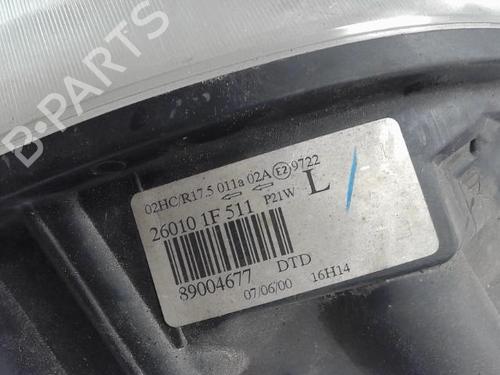 B-PARTS
02HC/R17.5 011a 02A E2 9722
26010 1F 511 P21W L
89004677 DTD
07/06/00 16H14